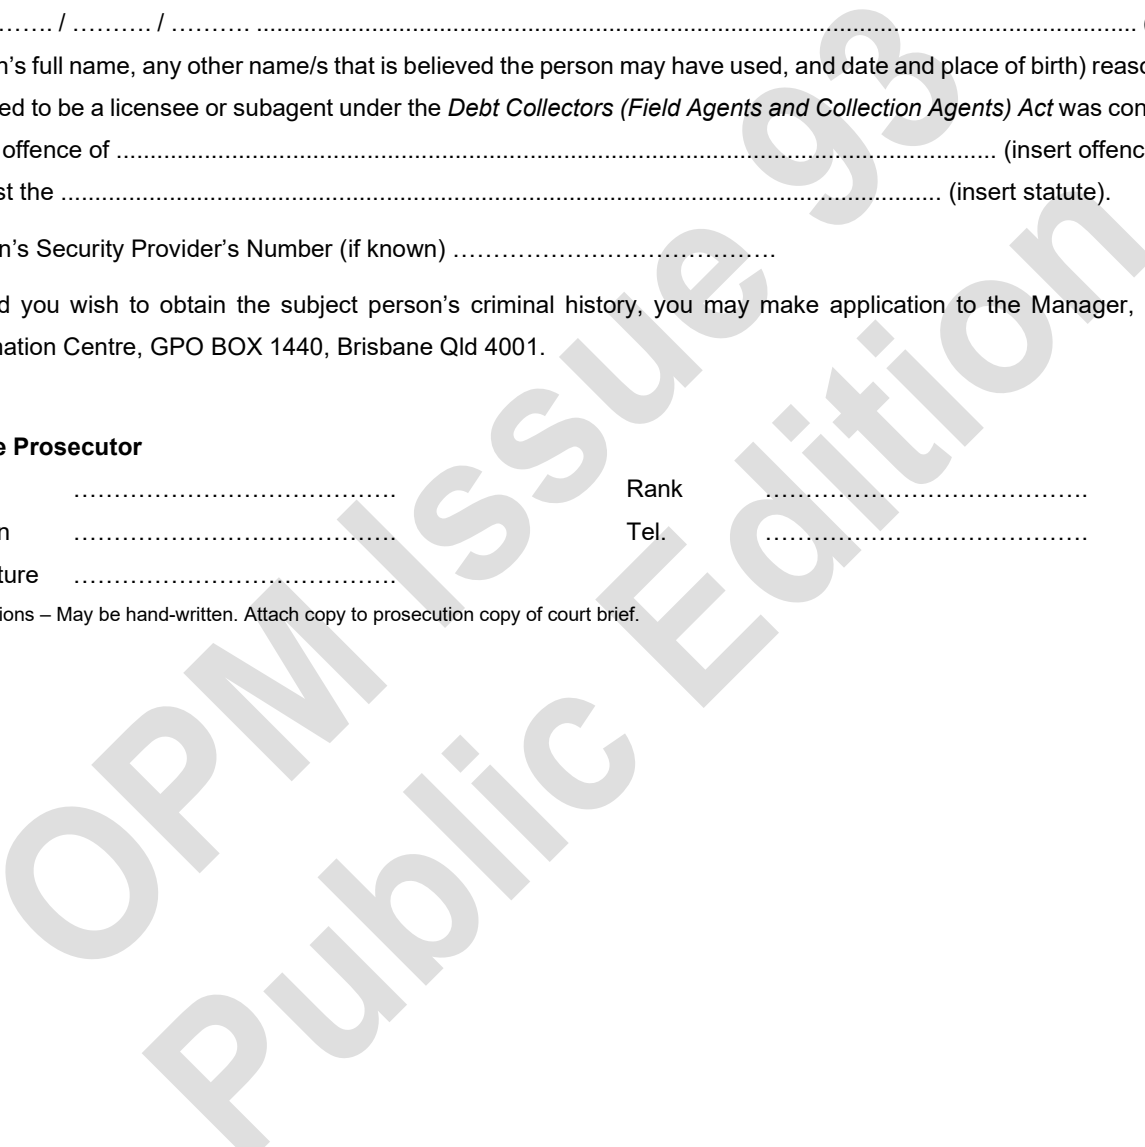 ……. / ………. / ………. ................................................................................................................................................ (
n's full name, any other name/s that is believed the person may have used, and date and place of birth) reaso
ed to be a licensee or subagent under the Debt Collectors (Field Agents and Collection Agents) Act was con
offence of ................................................................................................................................................ (insert offenc
st the ................................................................................................................................................ (insert statute).
n's Security Provider's Number (if known) ………………………………….
d you wish to obtain the subject person's criminal history, you may make application to the Manager,
nation Centre, GPO BOX 1440, Brisbane Qld 4001.
e Prosecutor
…………………………………. Rank ………………………………….
n …………………………………. Tel. ………………………………….
ture ………………………………….
ions – May be hand-written. Attach copy to prosecution copy of court brief.
OPM Issue 93
Public Edition